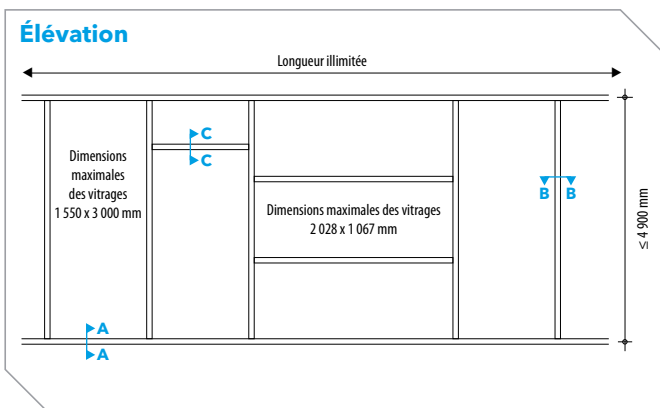 Élévation
Longueur illimitée
C
C
Dimensions
maximales
des vitrages
1 550 x 3 000 mm
B B
Dimensions maximales des vitrages
2 028 x 1 067 mm
≤ 4 900 mm
A
A